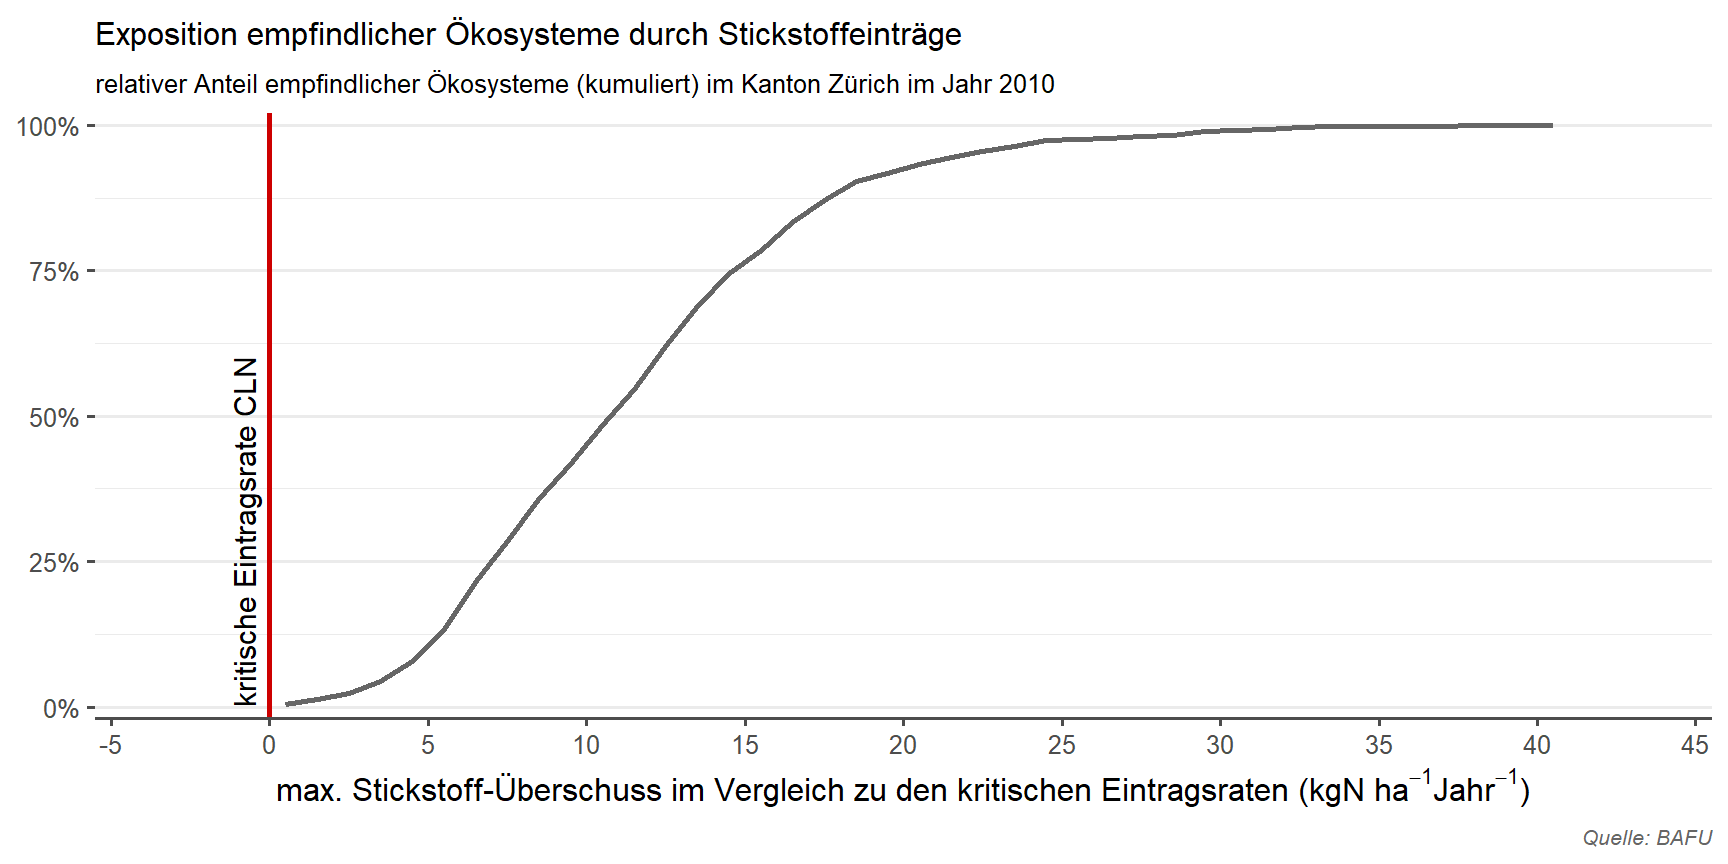 Exposition empfindlicher Ökosysteme durch Stickstoffeinträge
relativer Anteil empfindlicher Ökosysteme (kumuliert) im Kanton Zürich im Jahr 2010
100%
75%
50%
25%
0%
kritische Eintragsrate CLN
-5 0 5 10 15 20 25 30 35 40 45
max. Stickstoff-Überschuss im Vergleich zu den kritischen Eintragsraten (kgN ha⁻¹Jahr⁻¹)
Quelle: BAFU